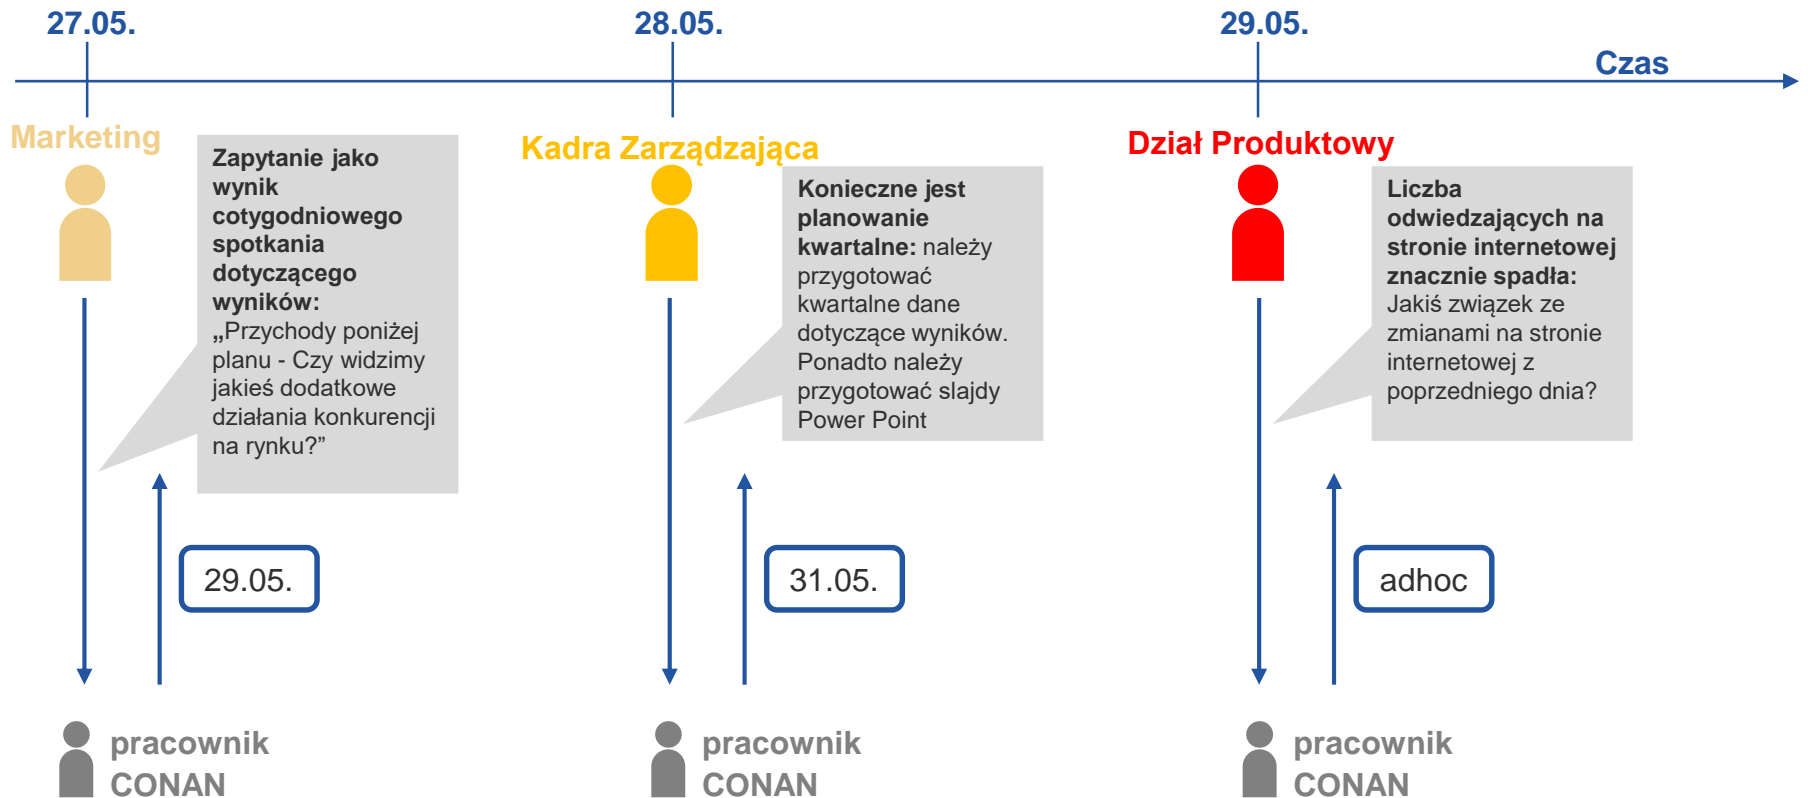 27.05.
28.05.
29.05.
Czas
Marketing
Zapytanie jako
wynik
cotygodniowego
spotkania
dotyczącego
wyników:
„Przychody poniżej
planu - Czy widzimy
jakieś dodatkowe
działania konkurencji
na rynku?”
29.05.
pracownik
CONAN
Kadra Zarządzająca
Konieczne jest
planowanie
kwartalne: należy
przygotować
kwartalne dane
dotyczące wyników.
Ponadto należy
przygotować slajdy
Power Point
31.05.
pracownik
CONAN
Dział Produktowy
Liczba
odwiedzających na
stronie internetowej
znacznie spadła:
Jakiś związek ze
zmianami na stronie
internetowej z
poprzedniego dnia?
adhoc
pracownik
CONAN